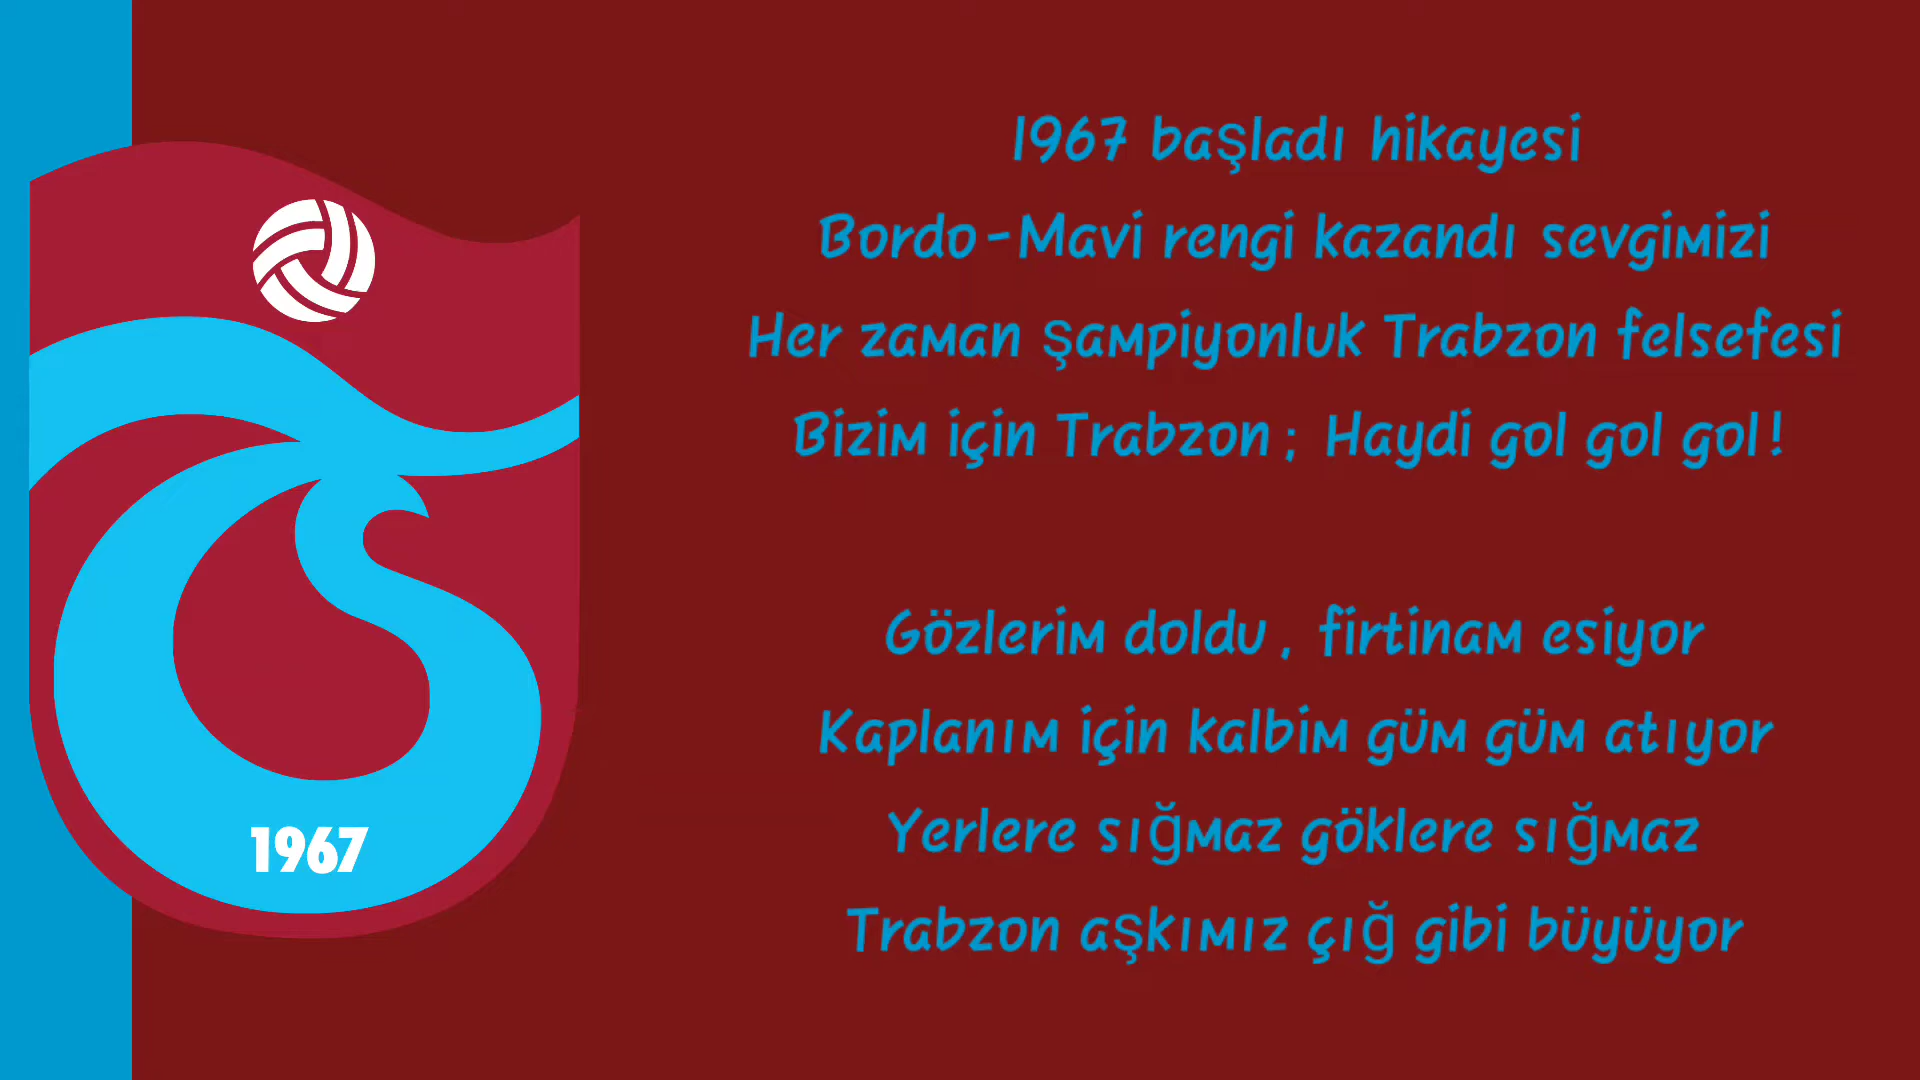 1967 başladı hikayesi
Bordo-Mavi rengi kazandı sevgimizi
Her zaman şampiyonluk Trabzon felsefesi
Bizim için Trabzon; Haydi gol gol gol!
Gözlerim doldu, firtinam esiyor
Kaplanım için kalbim güm güm atıyor
Yerlere sığmaz göklere sığmaz
Trabzon aşkımız çığ gibi büyüyor
1967